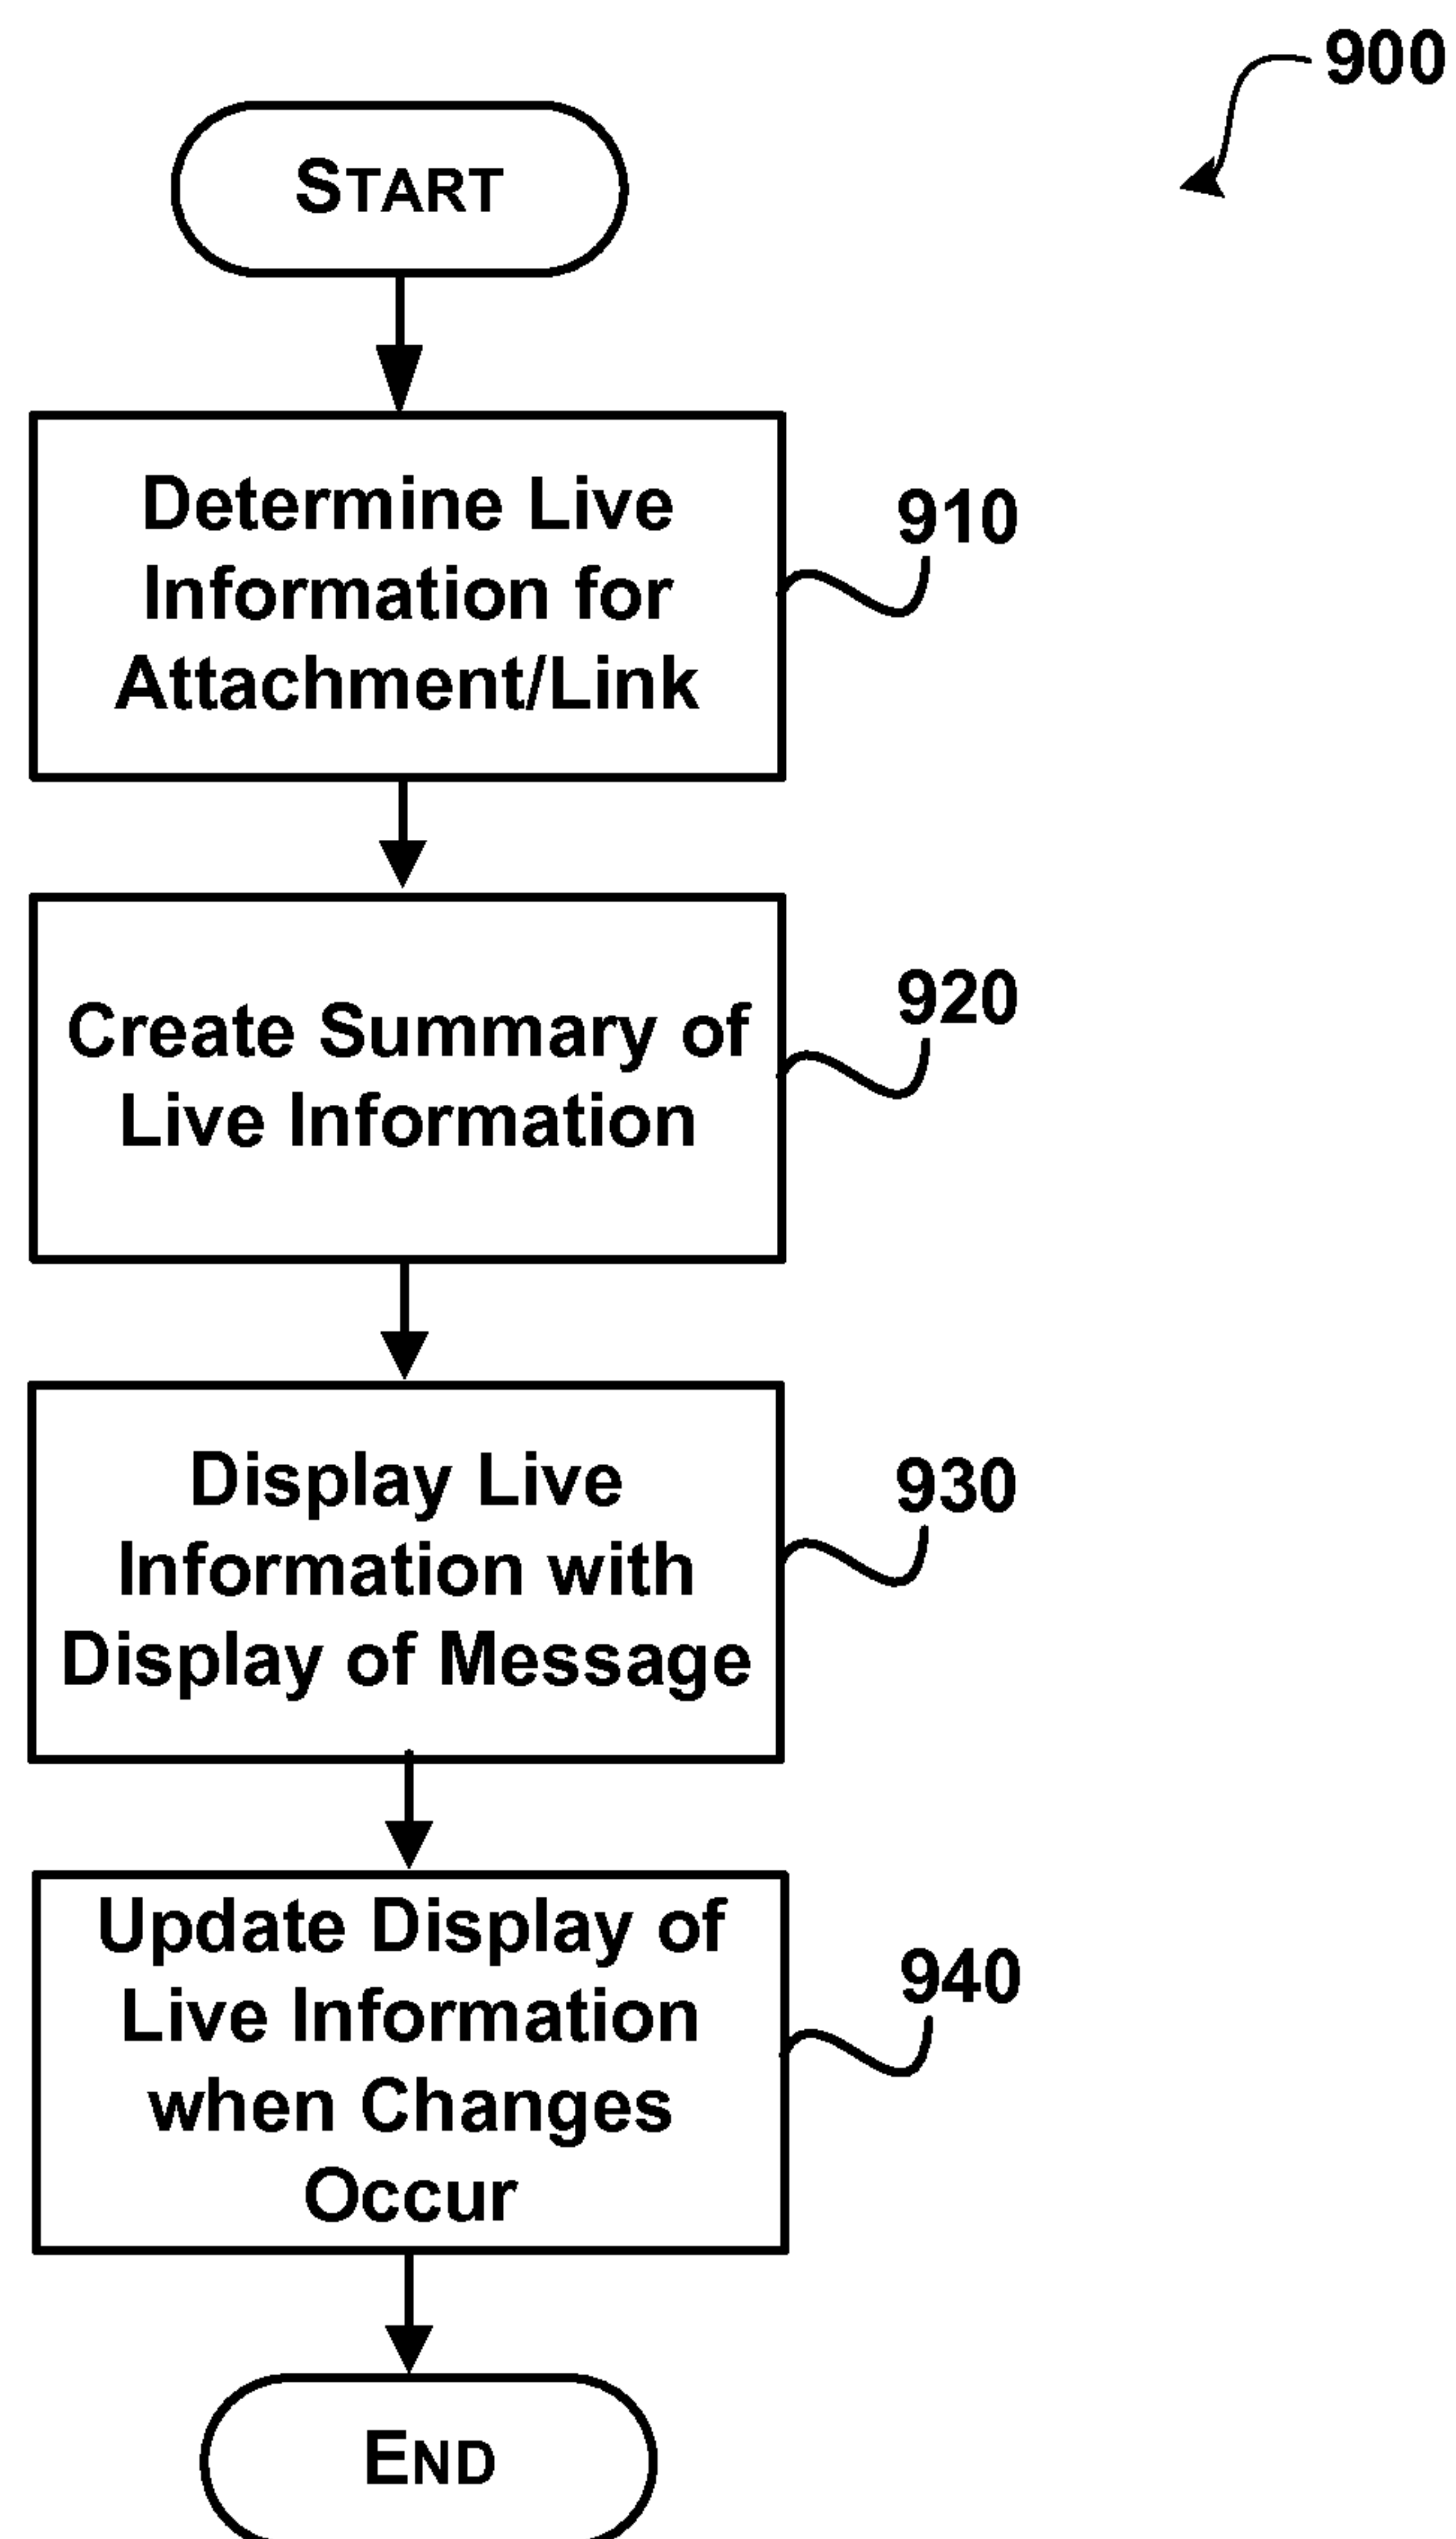 900
START
Determine Live
Information for
Attachment/Link
910
Create Summary of
Live Information
920
Display Live
Information with
Display of Message
930
Update Display of
Live Information
when Changes
Occur
940
END